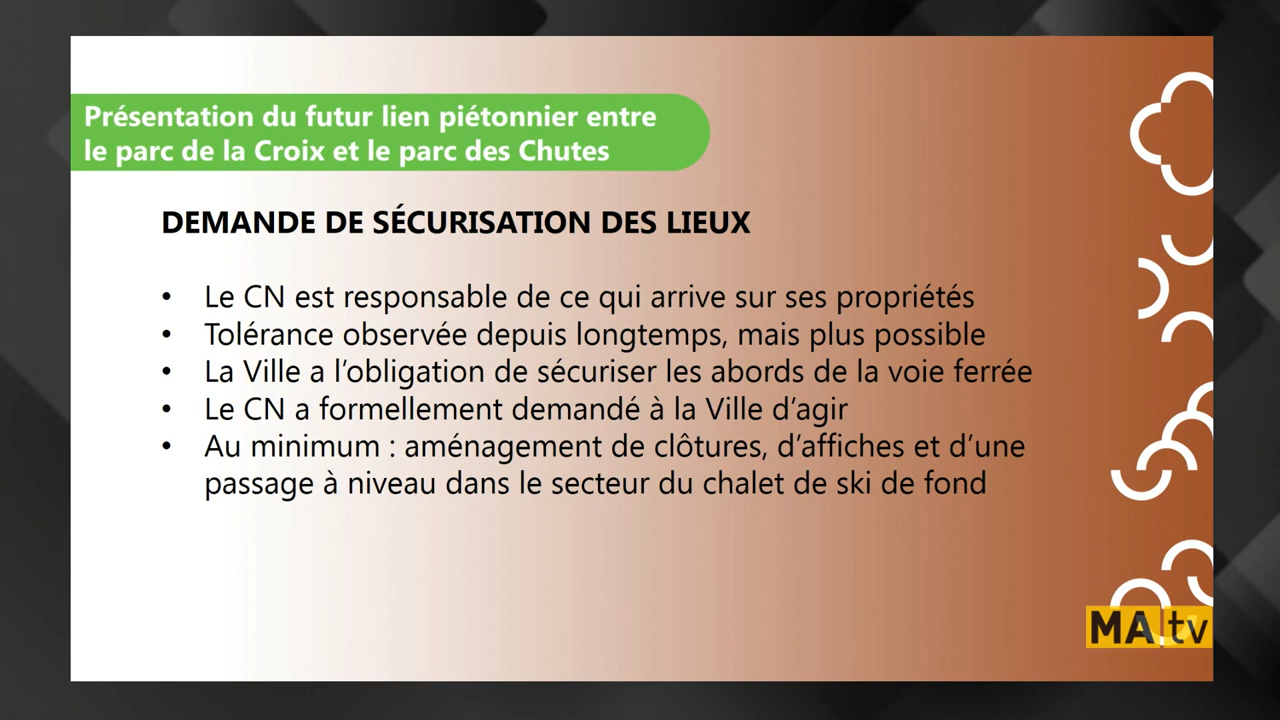 Présentation du futur lien piétonnier entre
le parc de la Croix et le parc des Chutes
DEMANDE DE SÉCURISATION DES LIEUX
• Le CN est responsable de ce qui arrive sur ses propriétés
• Tolérance observée depuis longtemps, mais plus possible
• La Ville a l’obligation de sécuriser les abords de la voie ferrée
• Le CN a formellement demandé à la Ville d’agir
• Au minimum : aménagement de clôtures, d’affiches et d’une
passage à niveau dans le secteur du chalet de ski de fond
MA|tv